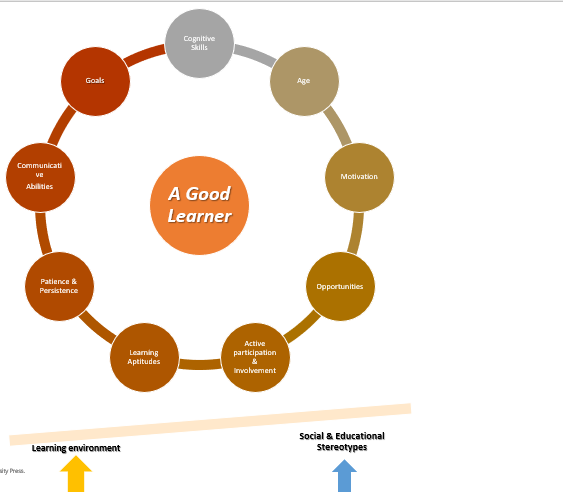 Cognitive
Skills
Age
Motivation
Opportunities
Active
participation
&
Involvement
Learning
Aptitudes
Patience &
Persistence
Communicati
ve
Abilities
Goals
A Good
Learner
Learning environment
Social & Educational
Stereotypes
Press.